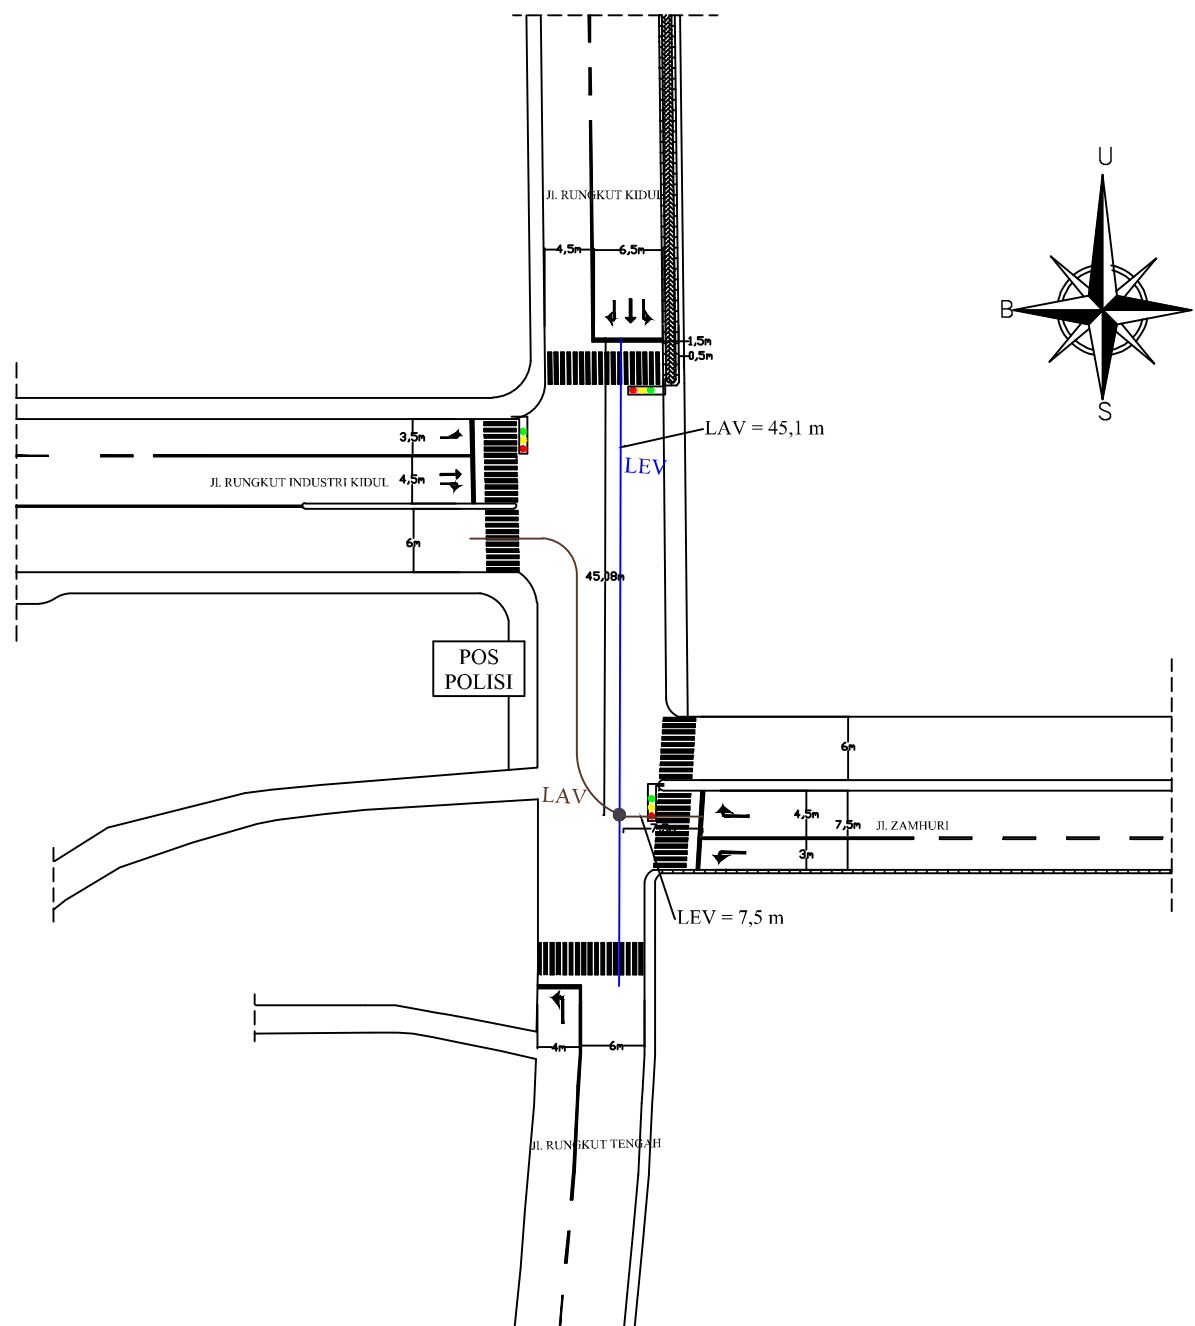 U
Jl. RUNGKUT KIDUL
4,5m
6,5m
B
1,5m
0,5m
S
LAV = 45,1 m
3,5m
LEV
4,5m
JL RUNGKUT INDUSTRI KIDUL
6m
45,08m
POS
POLISI
6m
LAV
4,5m
7,5m
Jl. ZAMHURI
3m
LEV = 7,5 m
4m
6m
Jl. RUNGKUT TENGAH